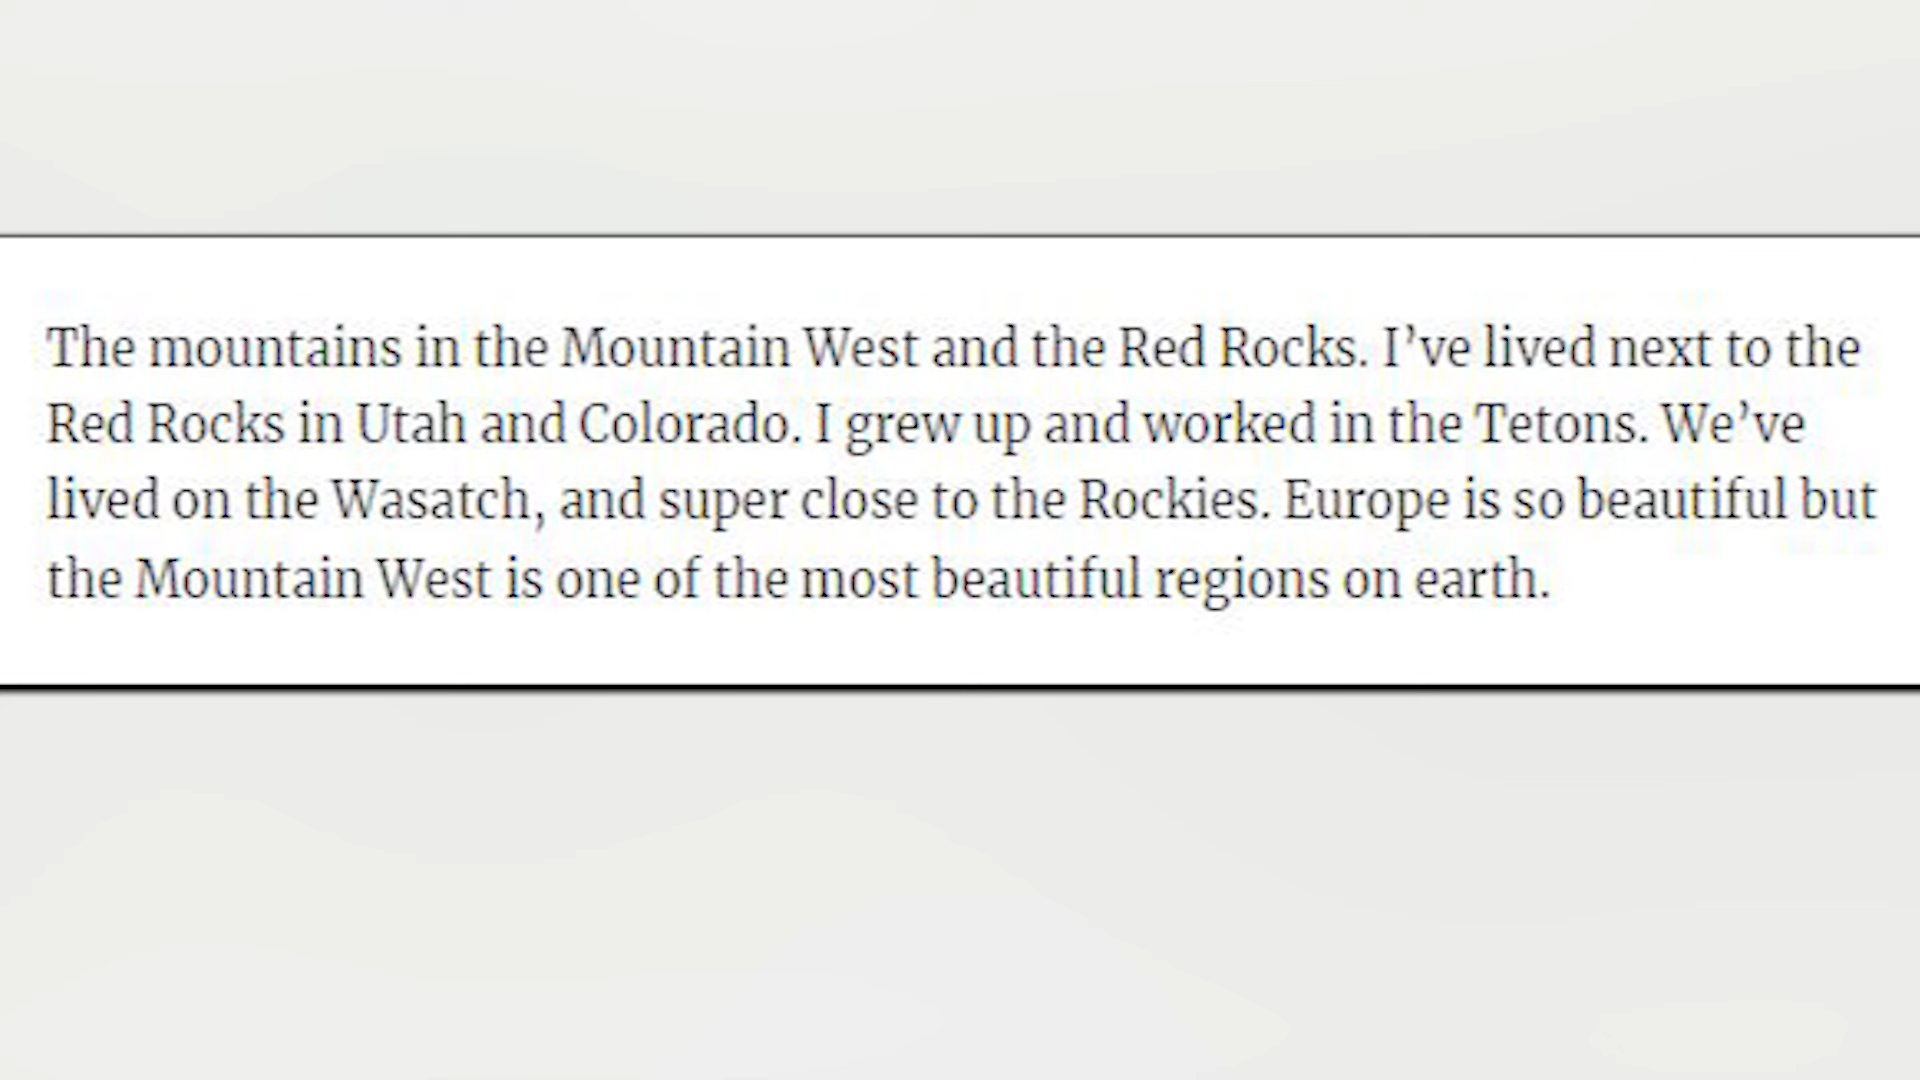 The mountains in the Mountain West and the Red Rocks. I’ve lived next to the
Red Rocks in Utah and Colorado. I grew up and worked in the Tetons. We’ve
lived on the Wasatch, and super close to the Rockies. Europe is so beautiful but
the Mountain West is one of the most beautiful regions on earth.